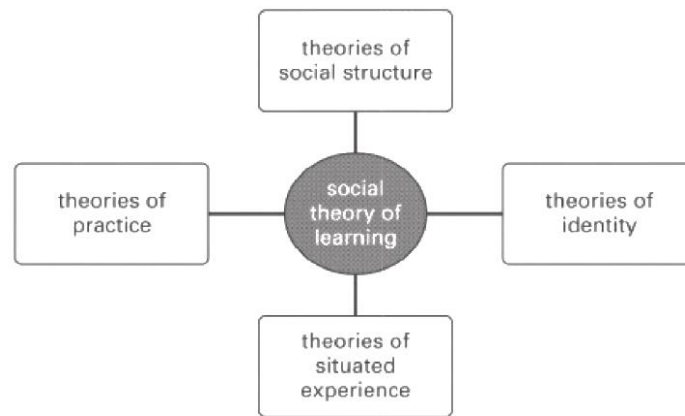 theories of
social structure
theories of
practice
social
theory of
learning
theories of
identity
theories of
situated
experience